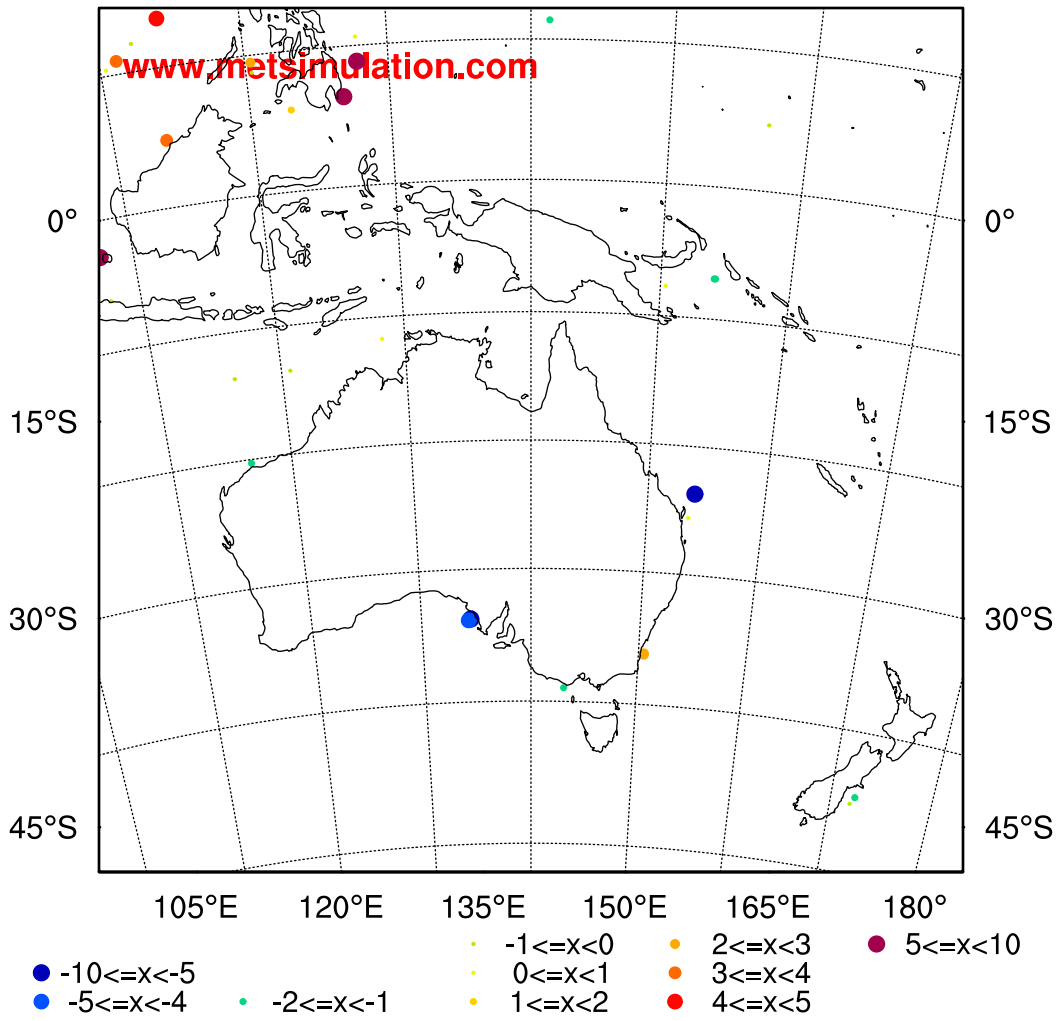 www.metsimulation.com
0° 0°
15°S 15°S
30°S 30°S
45°S 45°S
105°E 120°E 135°E 150°E 165°E 180°
-1<=x<0 2<=x<3 5<=x<10
-10<=x<-5 0<=x<1 3<=x<4
-5<=x<-4 -2<=x<-1 1<=x<2 4<=x<5